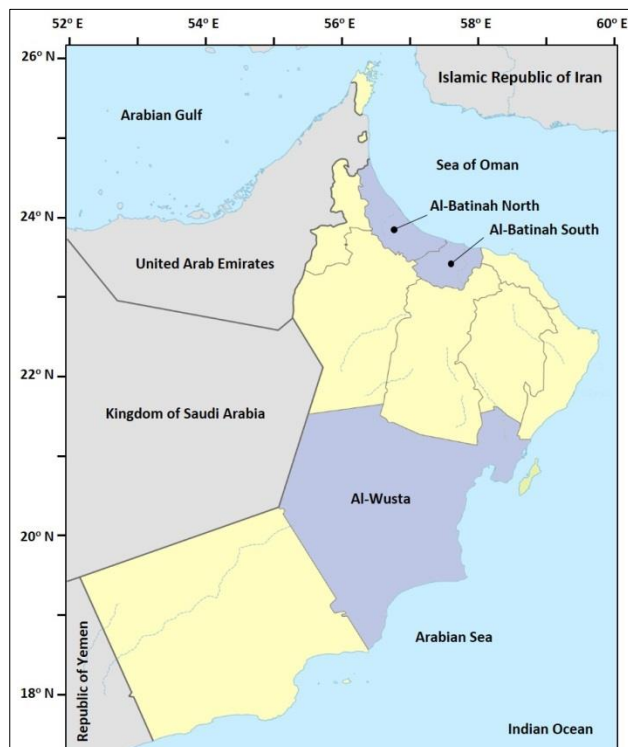 52° E
54° E
56° E
58° E
60° E
26° N
Islamic Republic of Iran
Arabian Gulf
Sea of Oman
Al-Batinah North
24° N
Al-Batinah South
United Arab Emirates
22° N
Kingdom of Saudi Arabia
Al-Wusta
20° N
Arabian Sea
Republic of Yemen
18° N
Indian Ocean